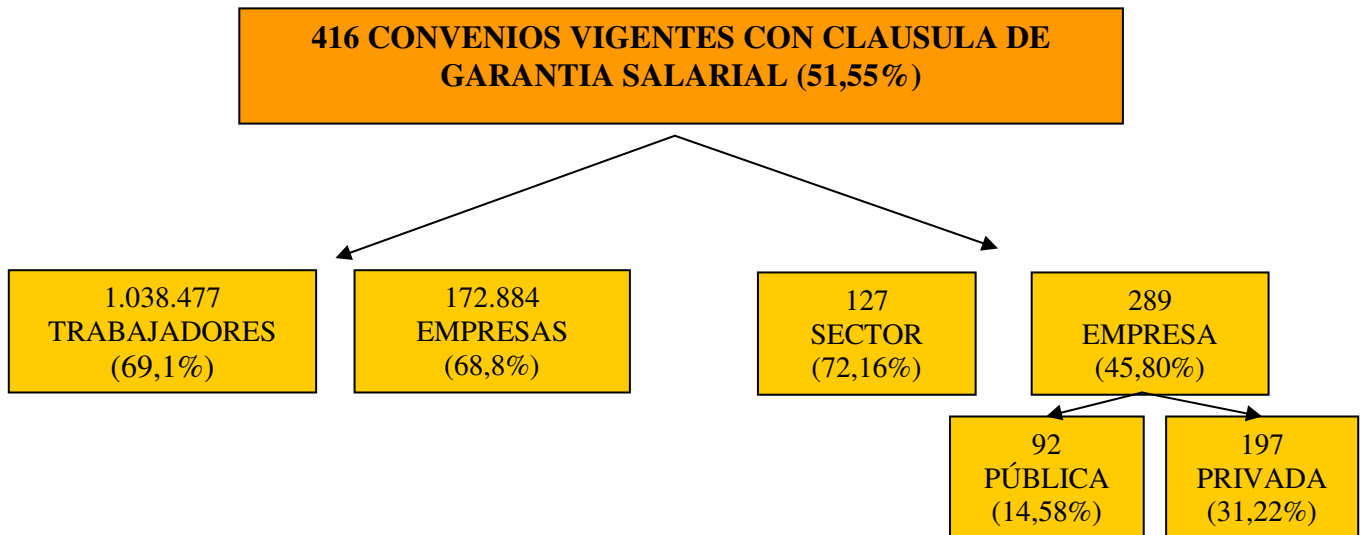 416 CONVENIOS VIGENTES CON CLAUSULA DE
GARANTIA SALARIAL (51,55%)
1.038.477
TRABAJADORES
(69,1%)
172.884
EMPRESAS
(68,8%)
127
SECTOR
(72,16%)
289
EMPRESA
(45,80%)
92
PÚBLICA
(14,58%)
197
PRIVADA
(31,22%)